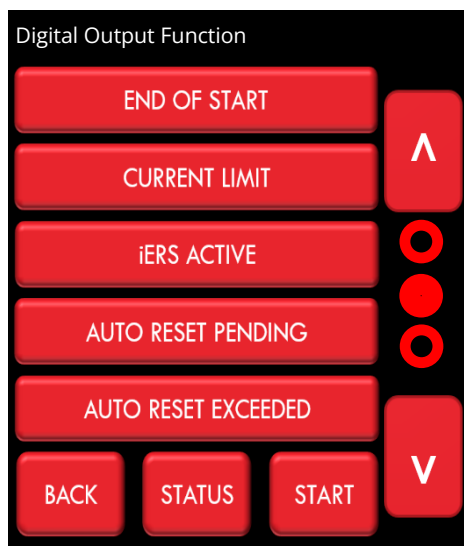 Digital Output Function
END OF START
CURRENT LIMIT
iERS ACTIVE
AUTO RESET PENDING
AUTO RESET EXCEEDED
BACK STATUS START